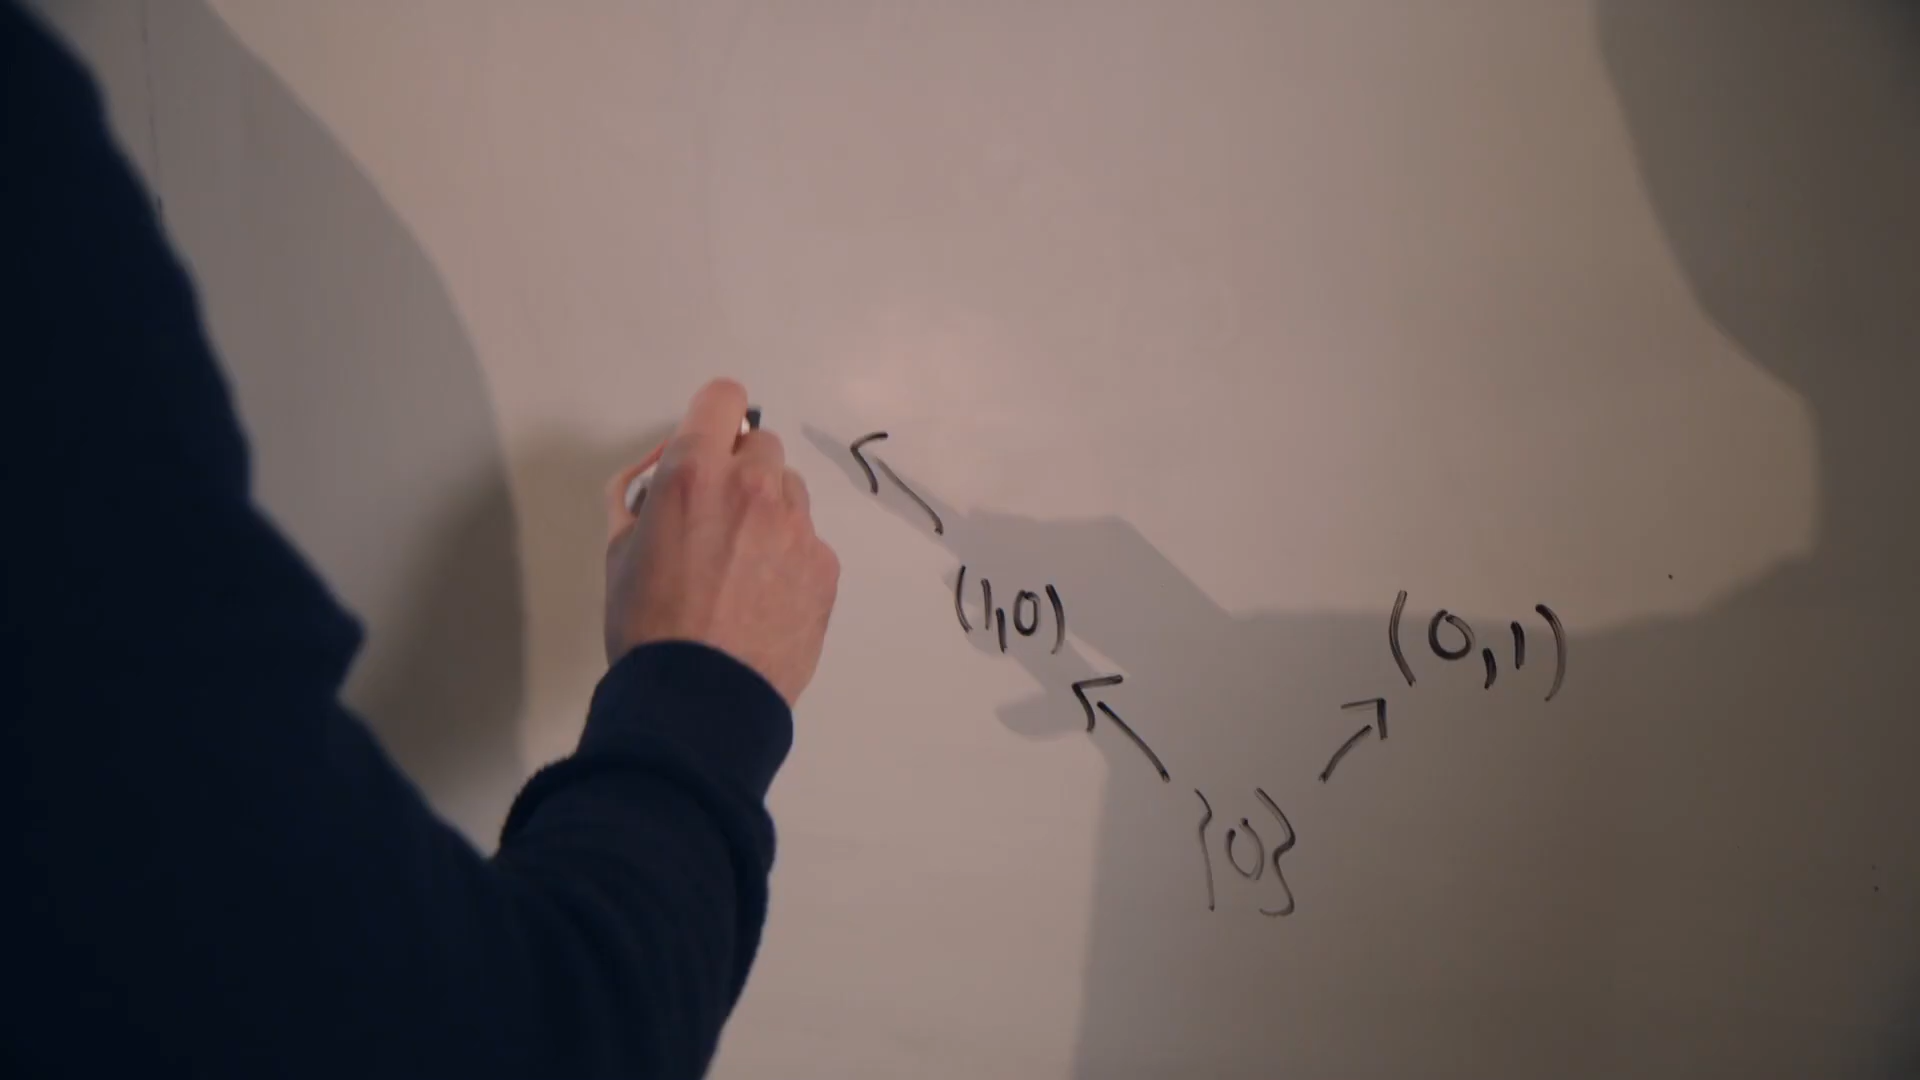 (1,0)
(0,1)
{0}